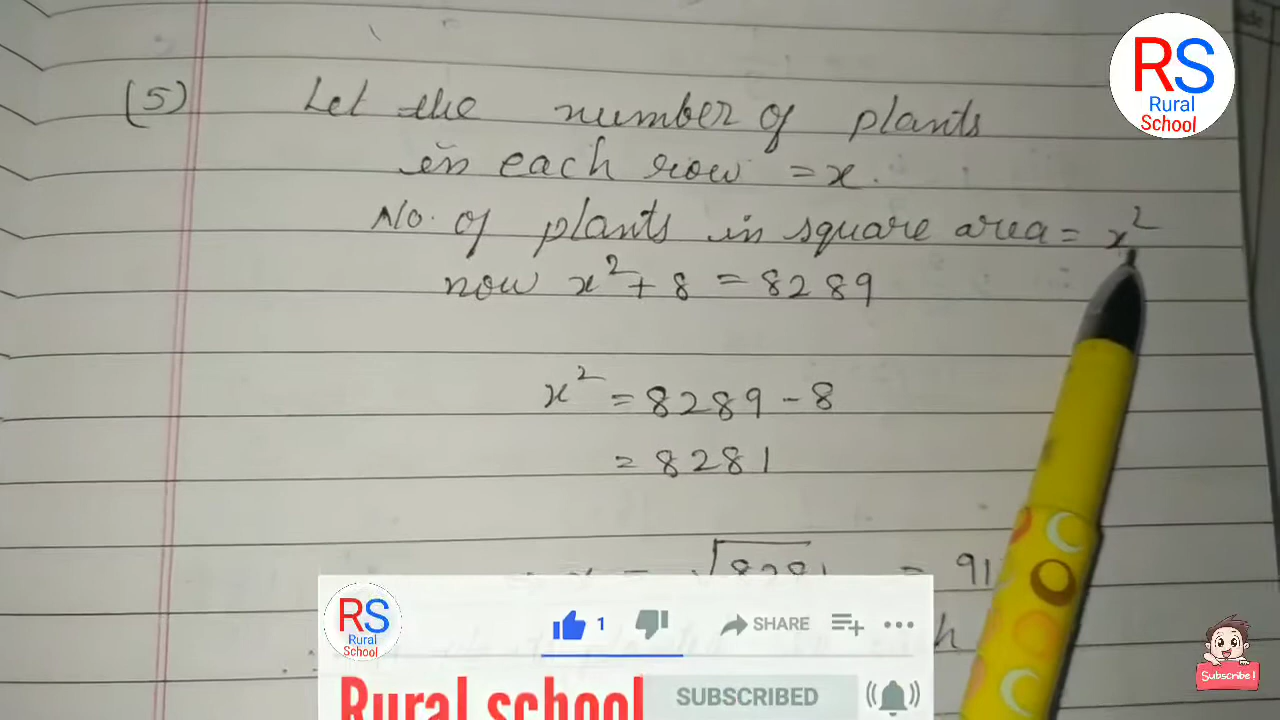 RS
Rural
School
(5) Let the number of plants
in each row = x.
No. of plants in square area = x²
now x² + 8 = 8289
x² = 8289 - 8
= 8281
x = √8281 = 91
RS
Rural
School
1
SHARE
Rural school
SUBSCRIBED
Subscribe!